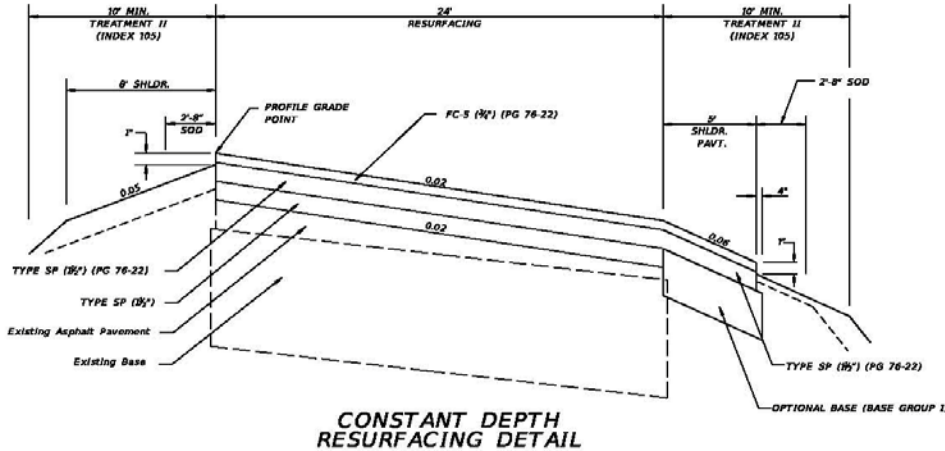 10' MIN.
TREATMENT II
(INDEX 105)
24'
RESURFACING
10' MIN.
TREATMENT II
(INDEX 105)
8' SHLDR.
2'-8"
SOD
1"
PROFILE GRADE
POINT
FC-5 (¾") (PG 76-22)
5'
SHLDR.
PAVT.
2'-8" SOD
4"
0.05
0.02
0.02
0.06
1"
TYPE SP (1½") (PG 76-22)
TYPE SP (1½")
Existing Asphalt Pavement
Existing Base
TYPE SP (1½") (PG 76-22)
OPTIONAL BASE (BASE GROUP 1
CONSTANT DEPTH
RESURFACING DETAIL